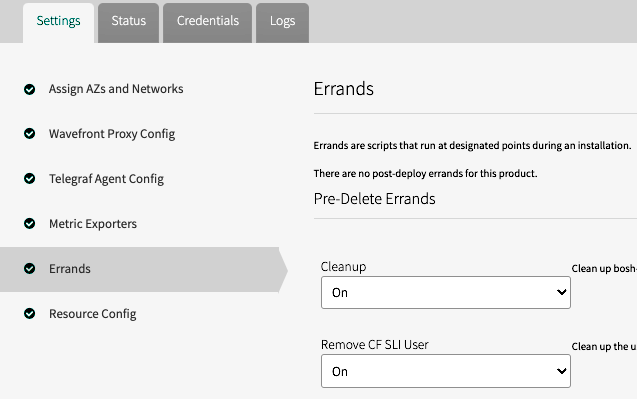 Settings
Status
Credentials
Logs
Assign AZs and Networks
Wavefront Proxy Config
Telegraf Agent Config
Metric Exporters
Errands
Resource Config
Errands
Errands are scripts that run at designated points during an installation.
There are no post-deploy errands for this product.
Pre-Delete Errands
Cleanup
Clean up bosh-
On
Remove CF SLI User
Clean up the u
On